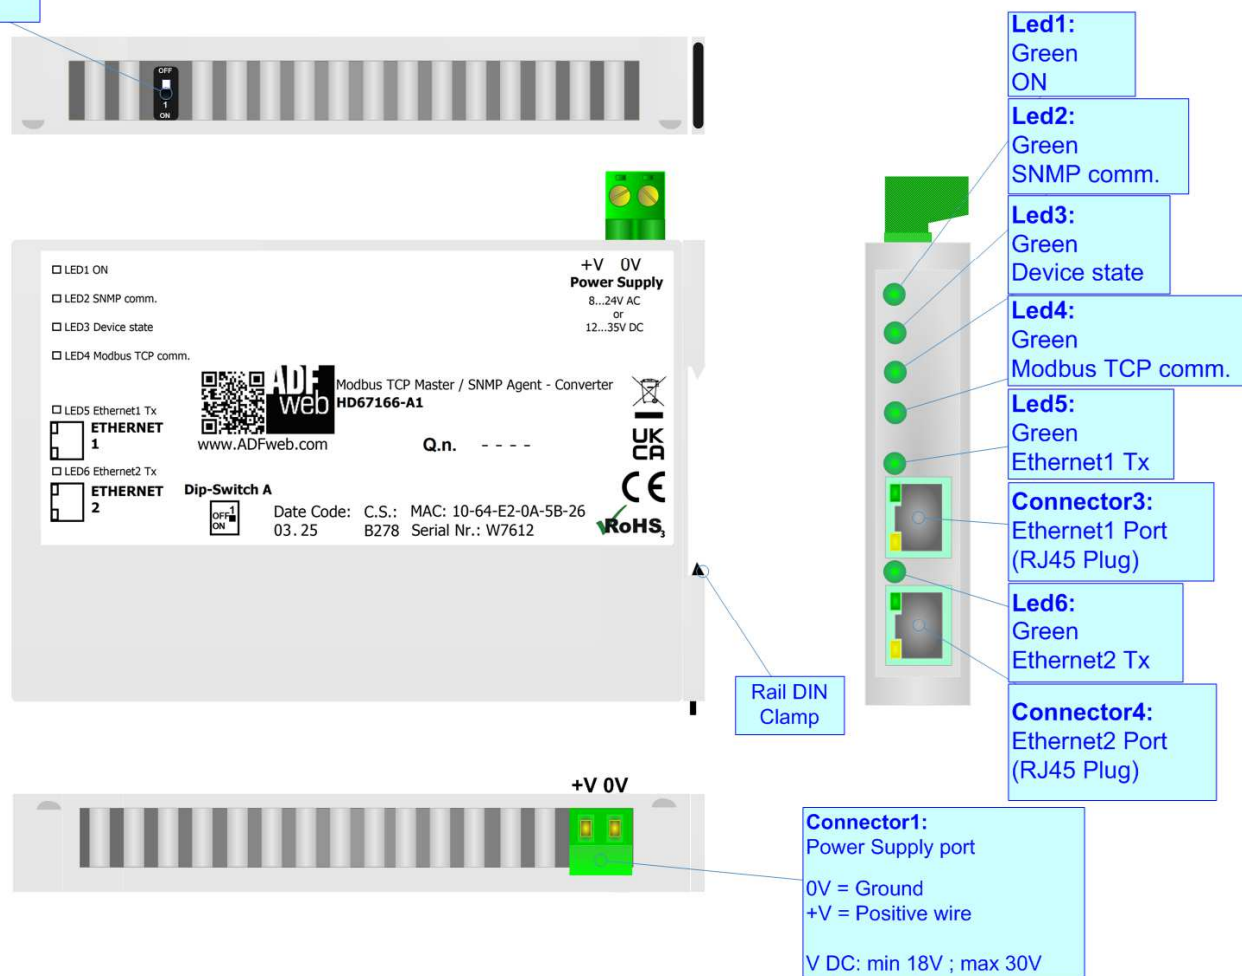 OFF
1
ON
LED1 ON
LED2 SNMP comm.
LED3 Device state
LED4 Modbus TCP comm.
+V 0V
Power Supply
8...24V AC
or
12...35V DC
ADF
web
www.ADFweb.com
Modbus TCP Master / SNMP Agent - Converter
HD67166-A1
Q.n. - - - -
UK
CA
CE
RoHS3
LED5 Ethernet1 Tx
ETHERNET
1
LED6 Ethernet2 Tx
ETHERNET
2
Dip-Switch A
1
OFF
ON
Date Code:
03.25
C.S.:
B278
MAC: 10-64-E2-0A-5B-26
Serial Nr.: W7612
Rail DIN
Clamp
Led1:
Green
ON
Led2:
Green
SNMP comm.
Led3:
Green
Device state
Led4:
Green
Modbus TCP comm.
Led5:
Green
Ethernet1 Tx
Connector3:
Ethernet1 Port
(RJ45 Plug)
Led6:
Green
Ethernet2 Tx
Connector4:
Ethernet2 Port
(RJ45 Plug)
+V 0V
Connector1:
Power Supply port
0V = Ground
+V = Positive wire
V DC: min 18V ; max 30V